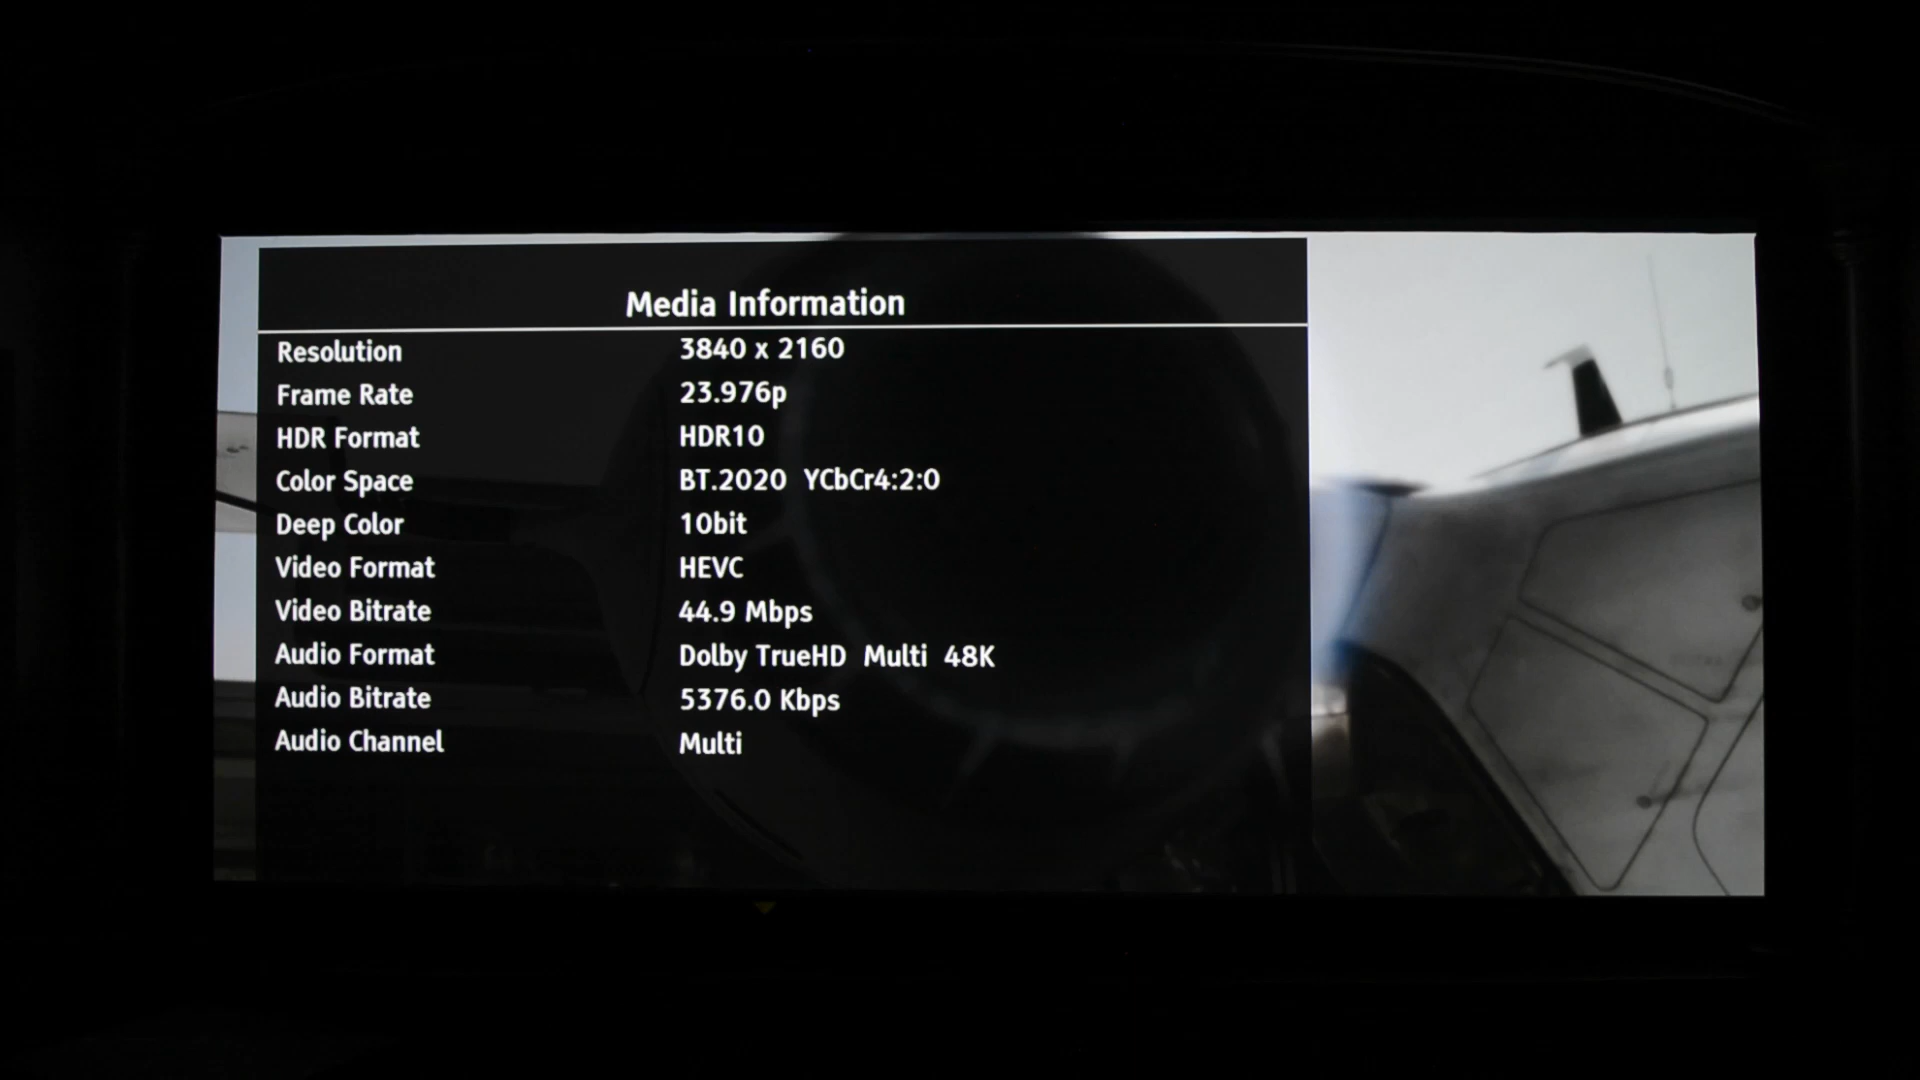 Media Information
Resolution 3840 x 2160
Frame Rate 23.976p
HDR Format HDR10
Color Space BT.2020 YCbCr4:2:0
Deep Color 10bit
Video Format HEVC
Video Bitrate 44.9 Mbps
Audio Format Dolby TrueHD Multi 48K
Audio Bitrate 5376.0 Kbps
Audio Channel Multi